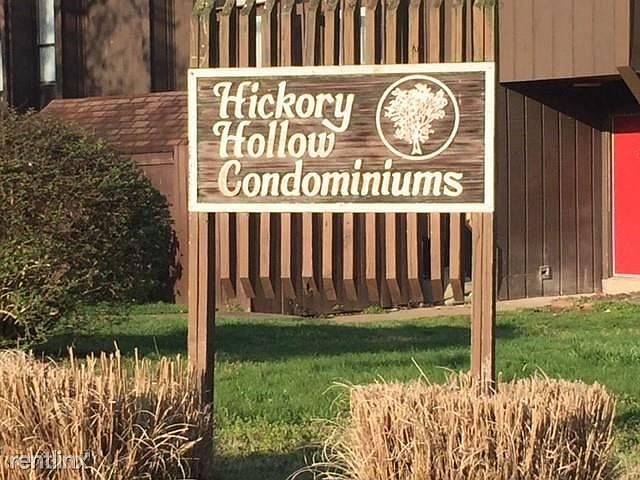 Hickory
Hollow
Condominiums
rentlinx